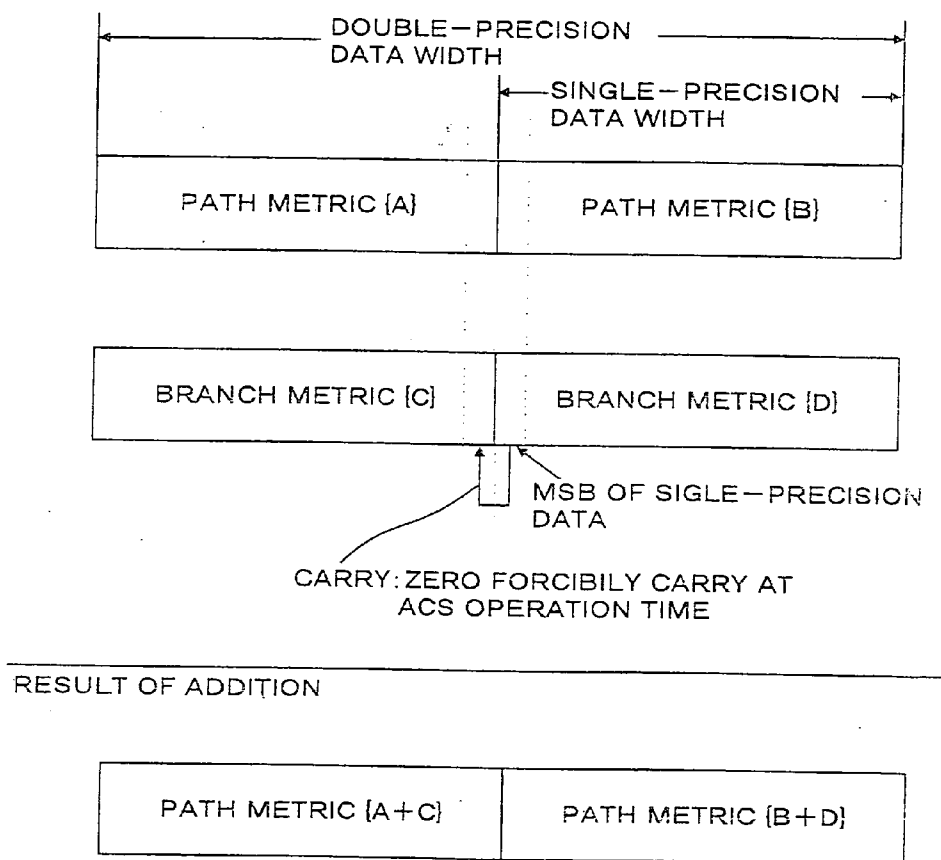 DOUBLE-PRECISION
DATA WIDTH
SINGLE-PRECISION
DATA WIDTH
PATH METRIC [A]
PATH METRIC [B]
BRANCH METRIC [C]
BRANCH METRIC [D]
MSB OF SIGLE-PRECISION
DATA
CARRY: ZERO FORCIBILY CARRY AT
ACS OPERATION TIME
RESULT OF ADDITION
PATH METRIC [A+C]
PATH METRIC [B+D]